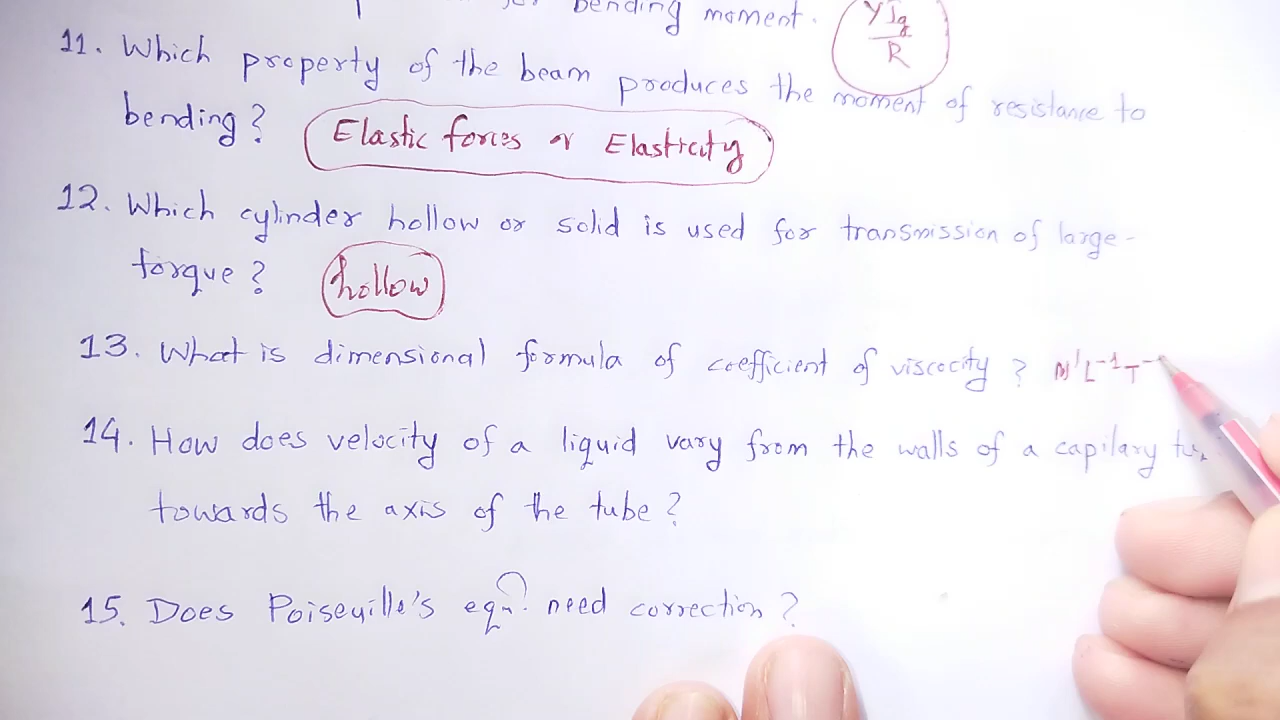 for bending moment. YIg
R
11. Which property of the beam produces the moment of resistance to
bending? Elastic forces or Elasticity
12. Which cylinder hollow or solid is used for transmission of large-
torque? hollow
13. What is dimensional formula of coefficient of viscocity? M¹L⁻¹T⁻
14. How does velocity of a liquid vary from the walls of a capilary
towards the axis of the tube?
15. Does Poiseuille's eqn. need correction?